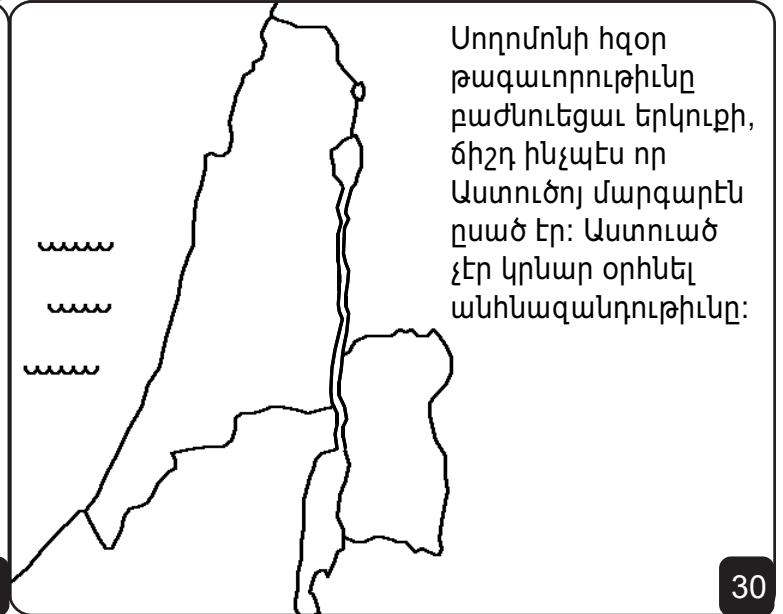 Սողոմոնի հզօր
թագաւորութիւնը
բաժնուեցաւ երկուքի,
ճիշդ ինչպէս որ
Աստուծոյ մարգարէն
ըսած էր: Աստուած
չէր կրնար օրհնել
անհնազանդութիւնը:
30